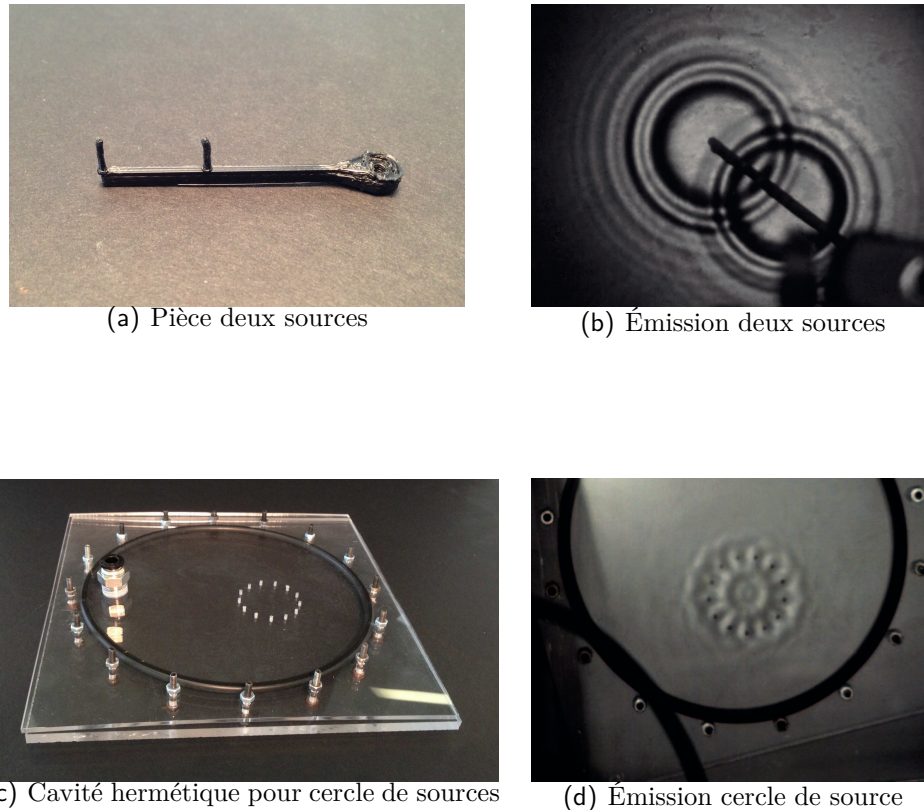 (a) Pièce deux sources
(b) Émission deux sources
c) Cavité hermétique pour cercle de sources
(d) Émission cercle de source